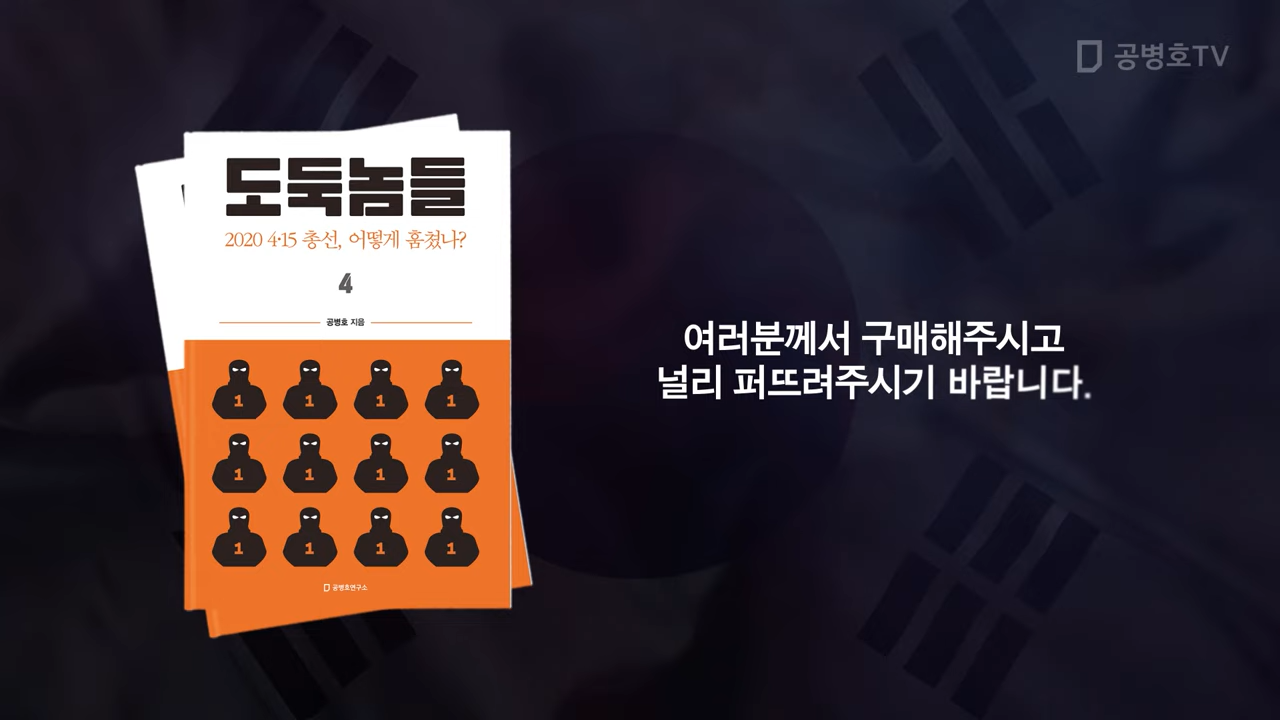 공병호TV
도둑놈들
2020 4·15 총선, 어떻게 훔쳤나?
4
공병호 지음
1 1 1 1
1 1 1 1
1 1 1 1
공병호연구소
여러분께서 구매해주시고
널리 퍼뜨려주시기 바랍니다.